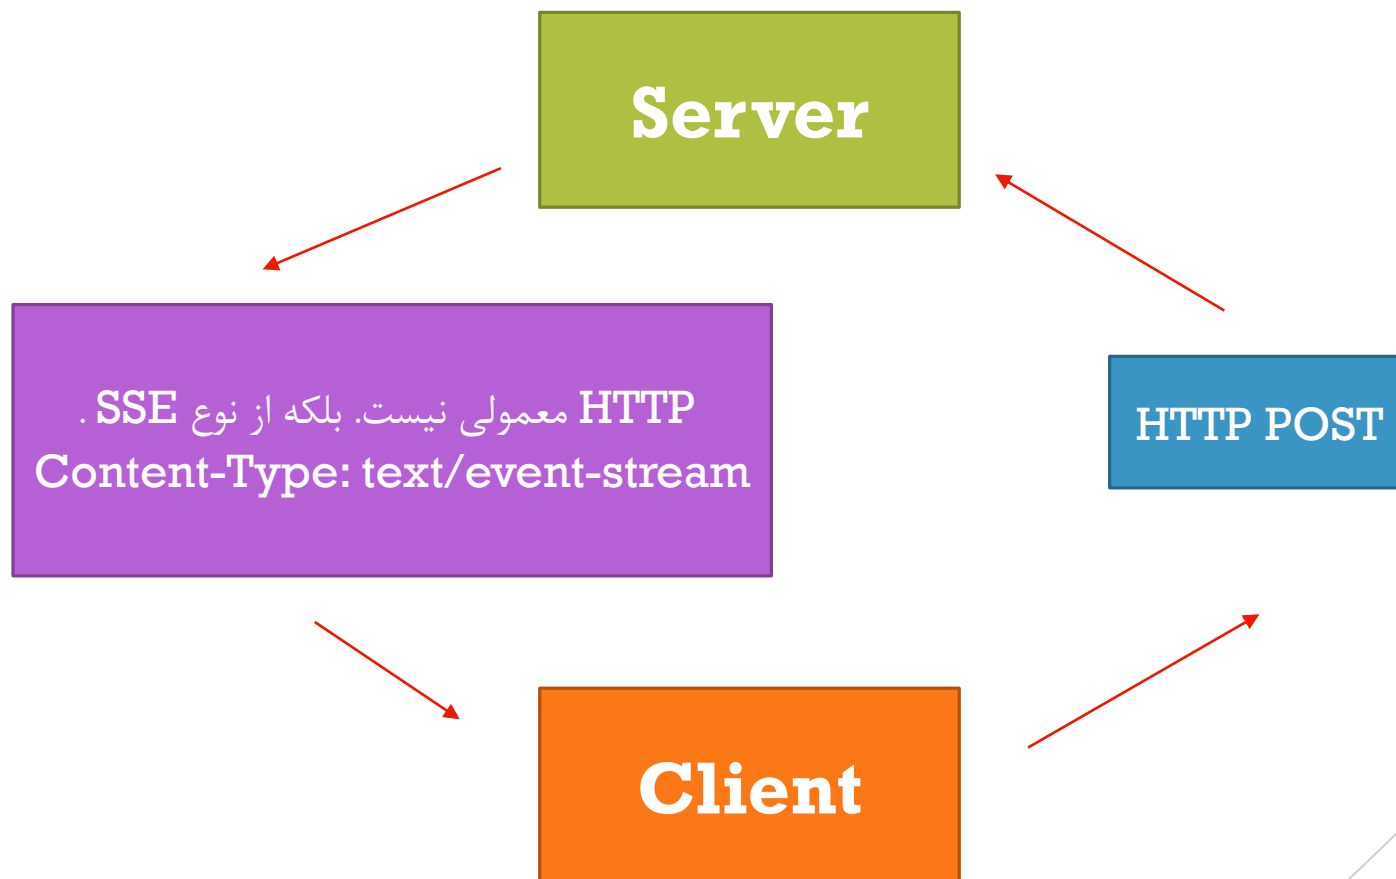 Server
HTTP معمولی نیست. بلکه از نوع SSE .
Content-Type: text/event-stream
HTTP POST
Client